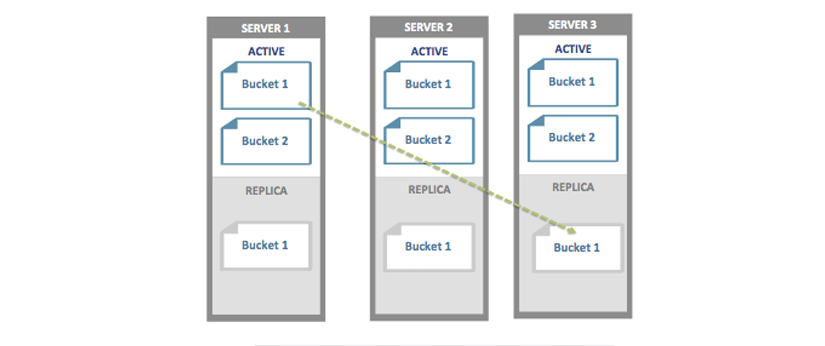 SERVER 1
ACTIVE
Bucket 1
Bucket 2
REPLICA
Bucket 1
SERVER 2
ACTIVE
Bucket 1
Bucket 2
REPLICA
Bucket 1
SERVER 3
ACTIVE
Bucket 1
Bucket 2
REPLICA
Bucket 1